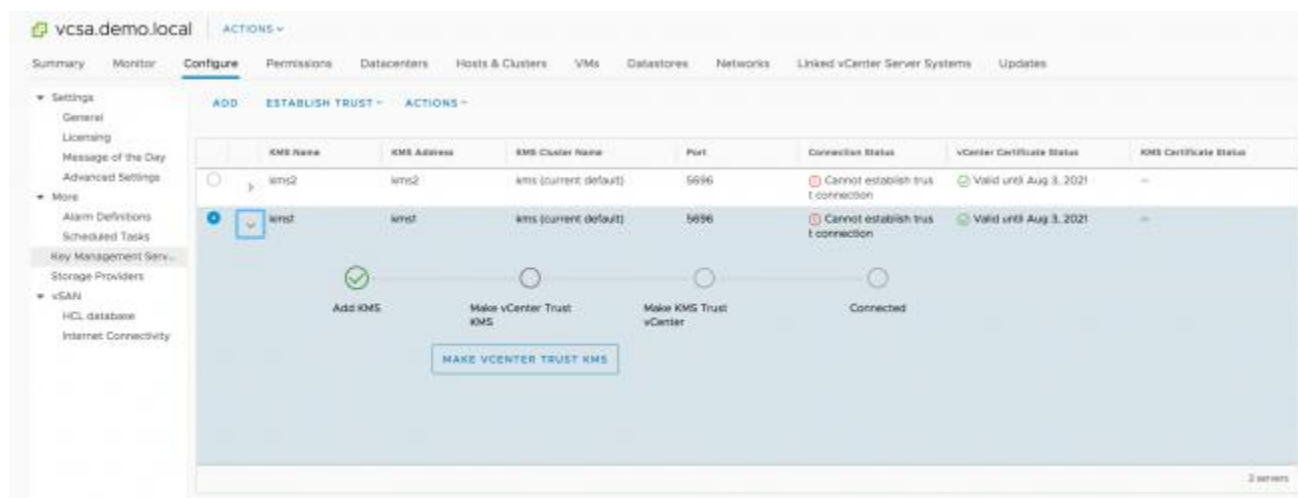 vcsa.demo.local ACTIONS
Summary Monitor Configure Permissions Datacenters Hosts & Clusters VMs Datastores Networks Linked vCenter Server Systems Updates
Settings
General
Licensing
Message of the Day
Advanced Settings
More
Alarm Definitions
Scheduled Tasks
Key Management Serv...
Storage Providers
vSAN
HCL database
Internet Connectivity
ADD ESTABLISH TRUST ACTIONS
KMS Name KMS Address KMS Cluster Name Port Connection Status vCenter Certificate Status KMS Certificate Status
kms2 kms2 kms (current default) 5696 Cannot establish trus Valid until Aug 3, 2021 --
t connection
kms1 kms1 kms (current default) 5696 Cannot establish trus Valid until Aug 3, 2021 --
t connection
Add KMS Make vCenter Trust Make KMS Trust Connected
KMS vCenter
MAKE VCENTER TRUST KMS
2 servers